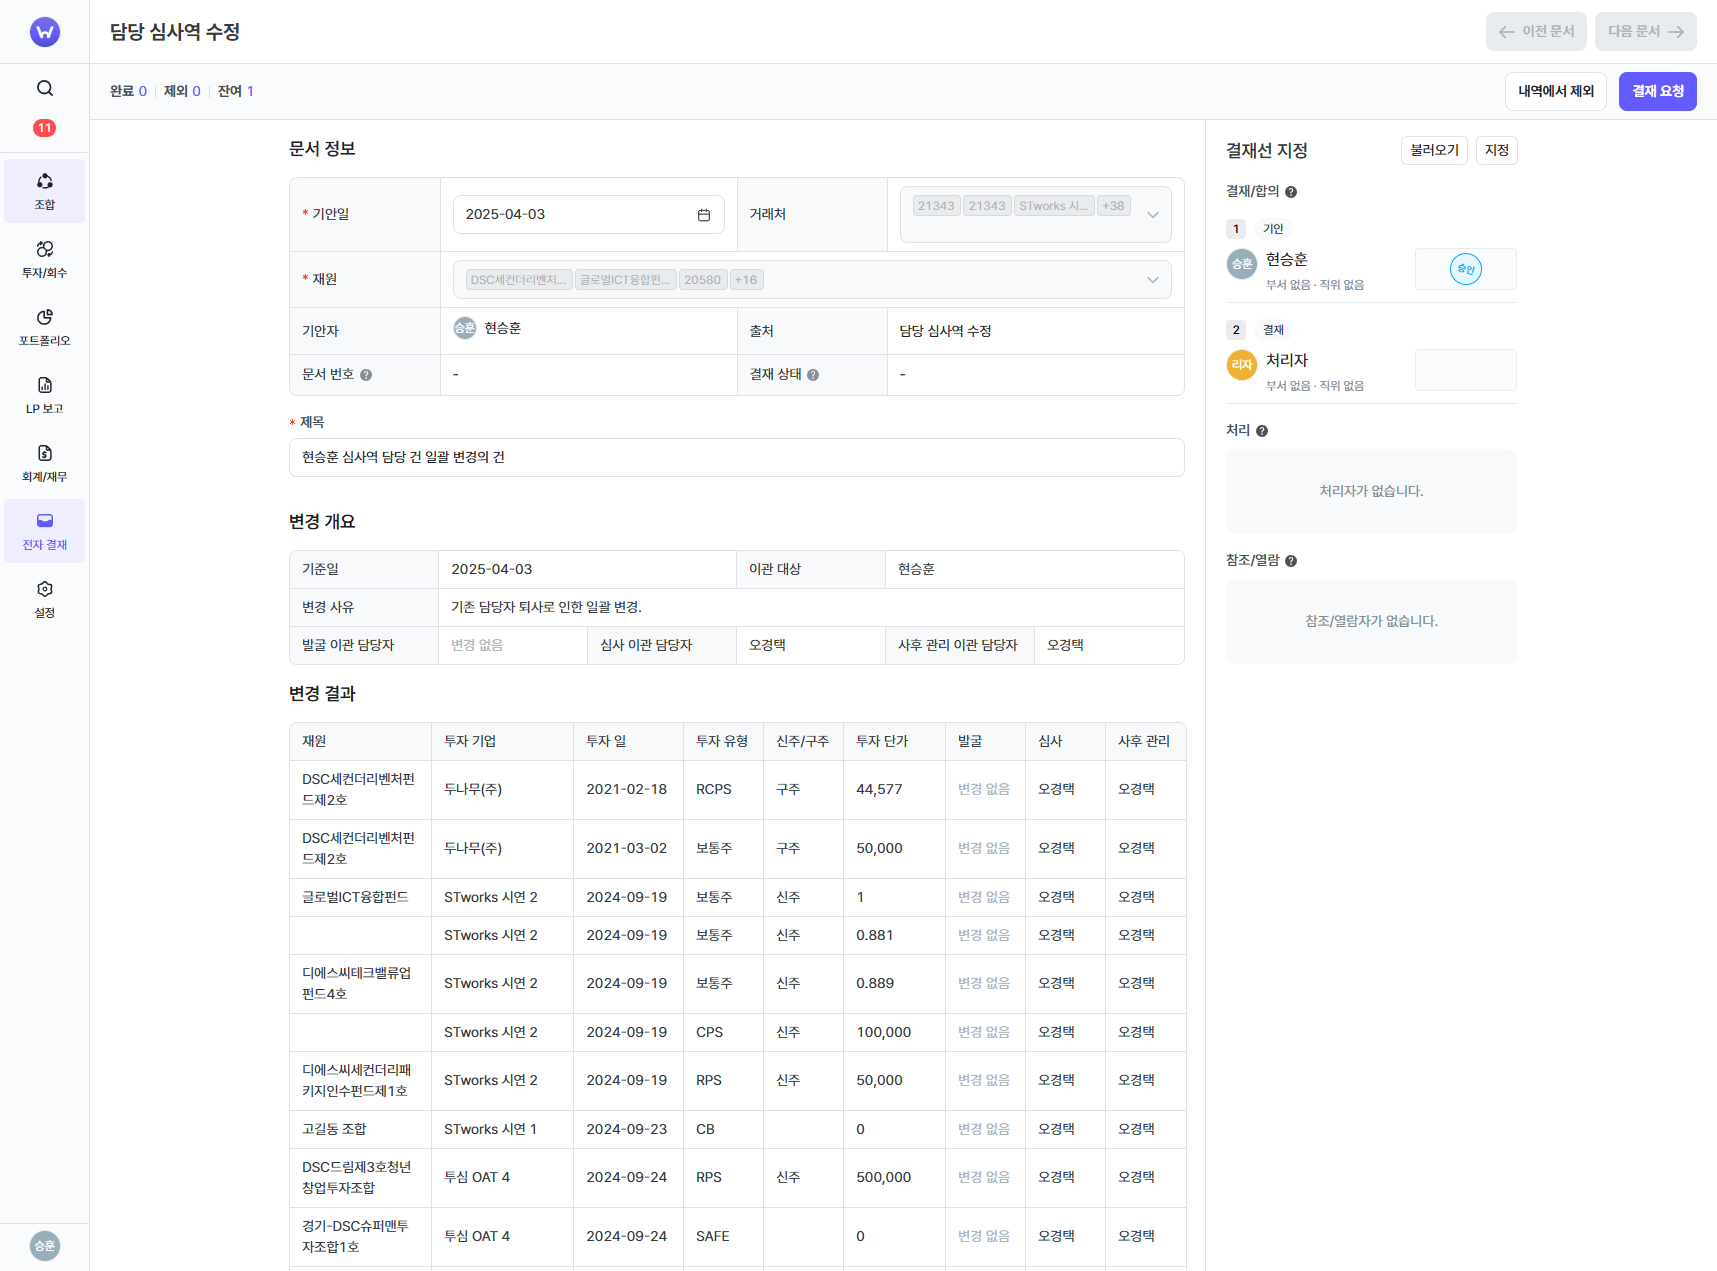 담당 심사역 수정
이전 문서
다음 문서
완료 0 제외 0 잔여 1
내역에서 제외
결재 요청
11
조합
투자/회수
포트폴리오
LP 보고
회계/재무
전자 결재
설정
승훈
문서 정보
* 기안일 2025-04-03 거래처 21343 21343 STworks 시... +38
* 재원 DSC세컨더리벤처... 글로벌ICT융합펀... 20580 +16
기안자 승훈 현승훈 출처 담당 심사역 수정
문서 번호 ? - 결재 상태 ? -
* 제목
현승훈 심사역 담당 건 일괄 변경의 건
변경 개요
기준일 2025-04-03 이관 대상 현승훈
변경 사유 기존 담당자 퇴사로 인한 일괄 변경.
발굴 이관 담당자 변경 없음 심사 이관 담당자 오경택 사후 관리 이관 담당자 오경택
변경 결과
재원 투자 기업 투자 일 투자 유형 신주/구주 투자 단가 발굴 심사 사후 관리
DSC세컨더리벤처펀
드제2호 두나무(주) 2021-02-18 RCPS 구주 44,577 변경 없음 오경택 오경택
DSC세컨더리벤처펀
드제2호 두나무(주) 2021-03-02 보통주 구주 50,000 변경 없음 오경택 오경택
글로벌ICT융합펀드 STworks 시연 2 2024-09-19 보통주 신주 1 변경 없음 오경택 오경택
STworks 시연 2 2024-09-19 보통주 신주 0.881 변경 없음 오경택 오경택
디에스씨테크밸류업
펀드4호 STworks 시연 2 2024-09-19 보통주 신주 0.889 변경 없음 오경택 오경택
STworks 시연 2 2024-09-19 CPS 신주 100,000 변경 없음 오경택 오경택
디에스씨세컨더리패
키지인수펀드제1호 STworks 시연 2 2024-09-19 RPS 신주 50,000 변경 없음 오경택 오경택
고길동 조합 STworks 시연 1 2024-09-23 CB 0 변경 없음 오경택 오경택
DSC드림제3호청년
창업투자조합 투심 OAT 4 2024-09-24 RPS 신주 500,000 변경 없음 오경택 오경택
경기-DSC슈퍼맨투
자조합1호 투심 OAT 4 2024-09-24 SAFE 0 변경 없음 오경택 오경택
결재선 지정 불러오기 지정
결재/합의 ?
1 기안
승훈 현승훈 승인
부서 없음 · 직위 없음
2 결재
리자 처리자
부서 없음 · 직위 없음
처리 ?
처리자가 없습니다.
참조/열람 ?
참조/열람자가 없습니다.